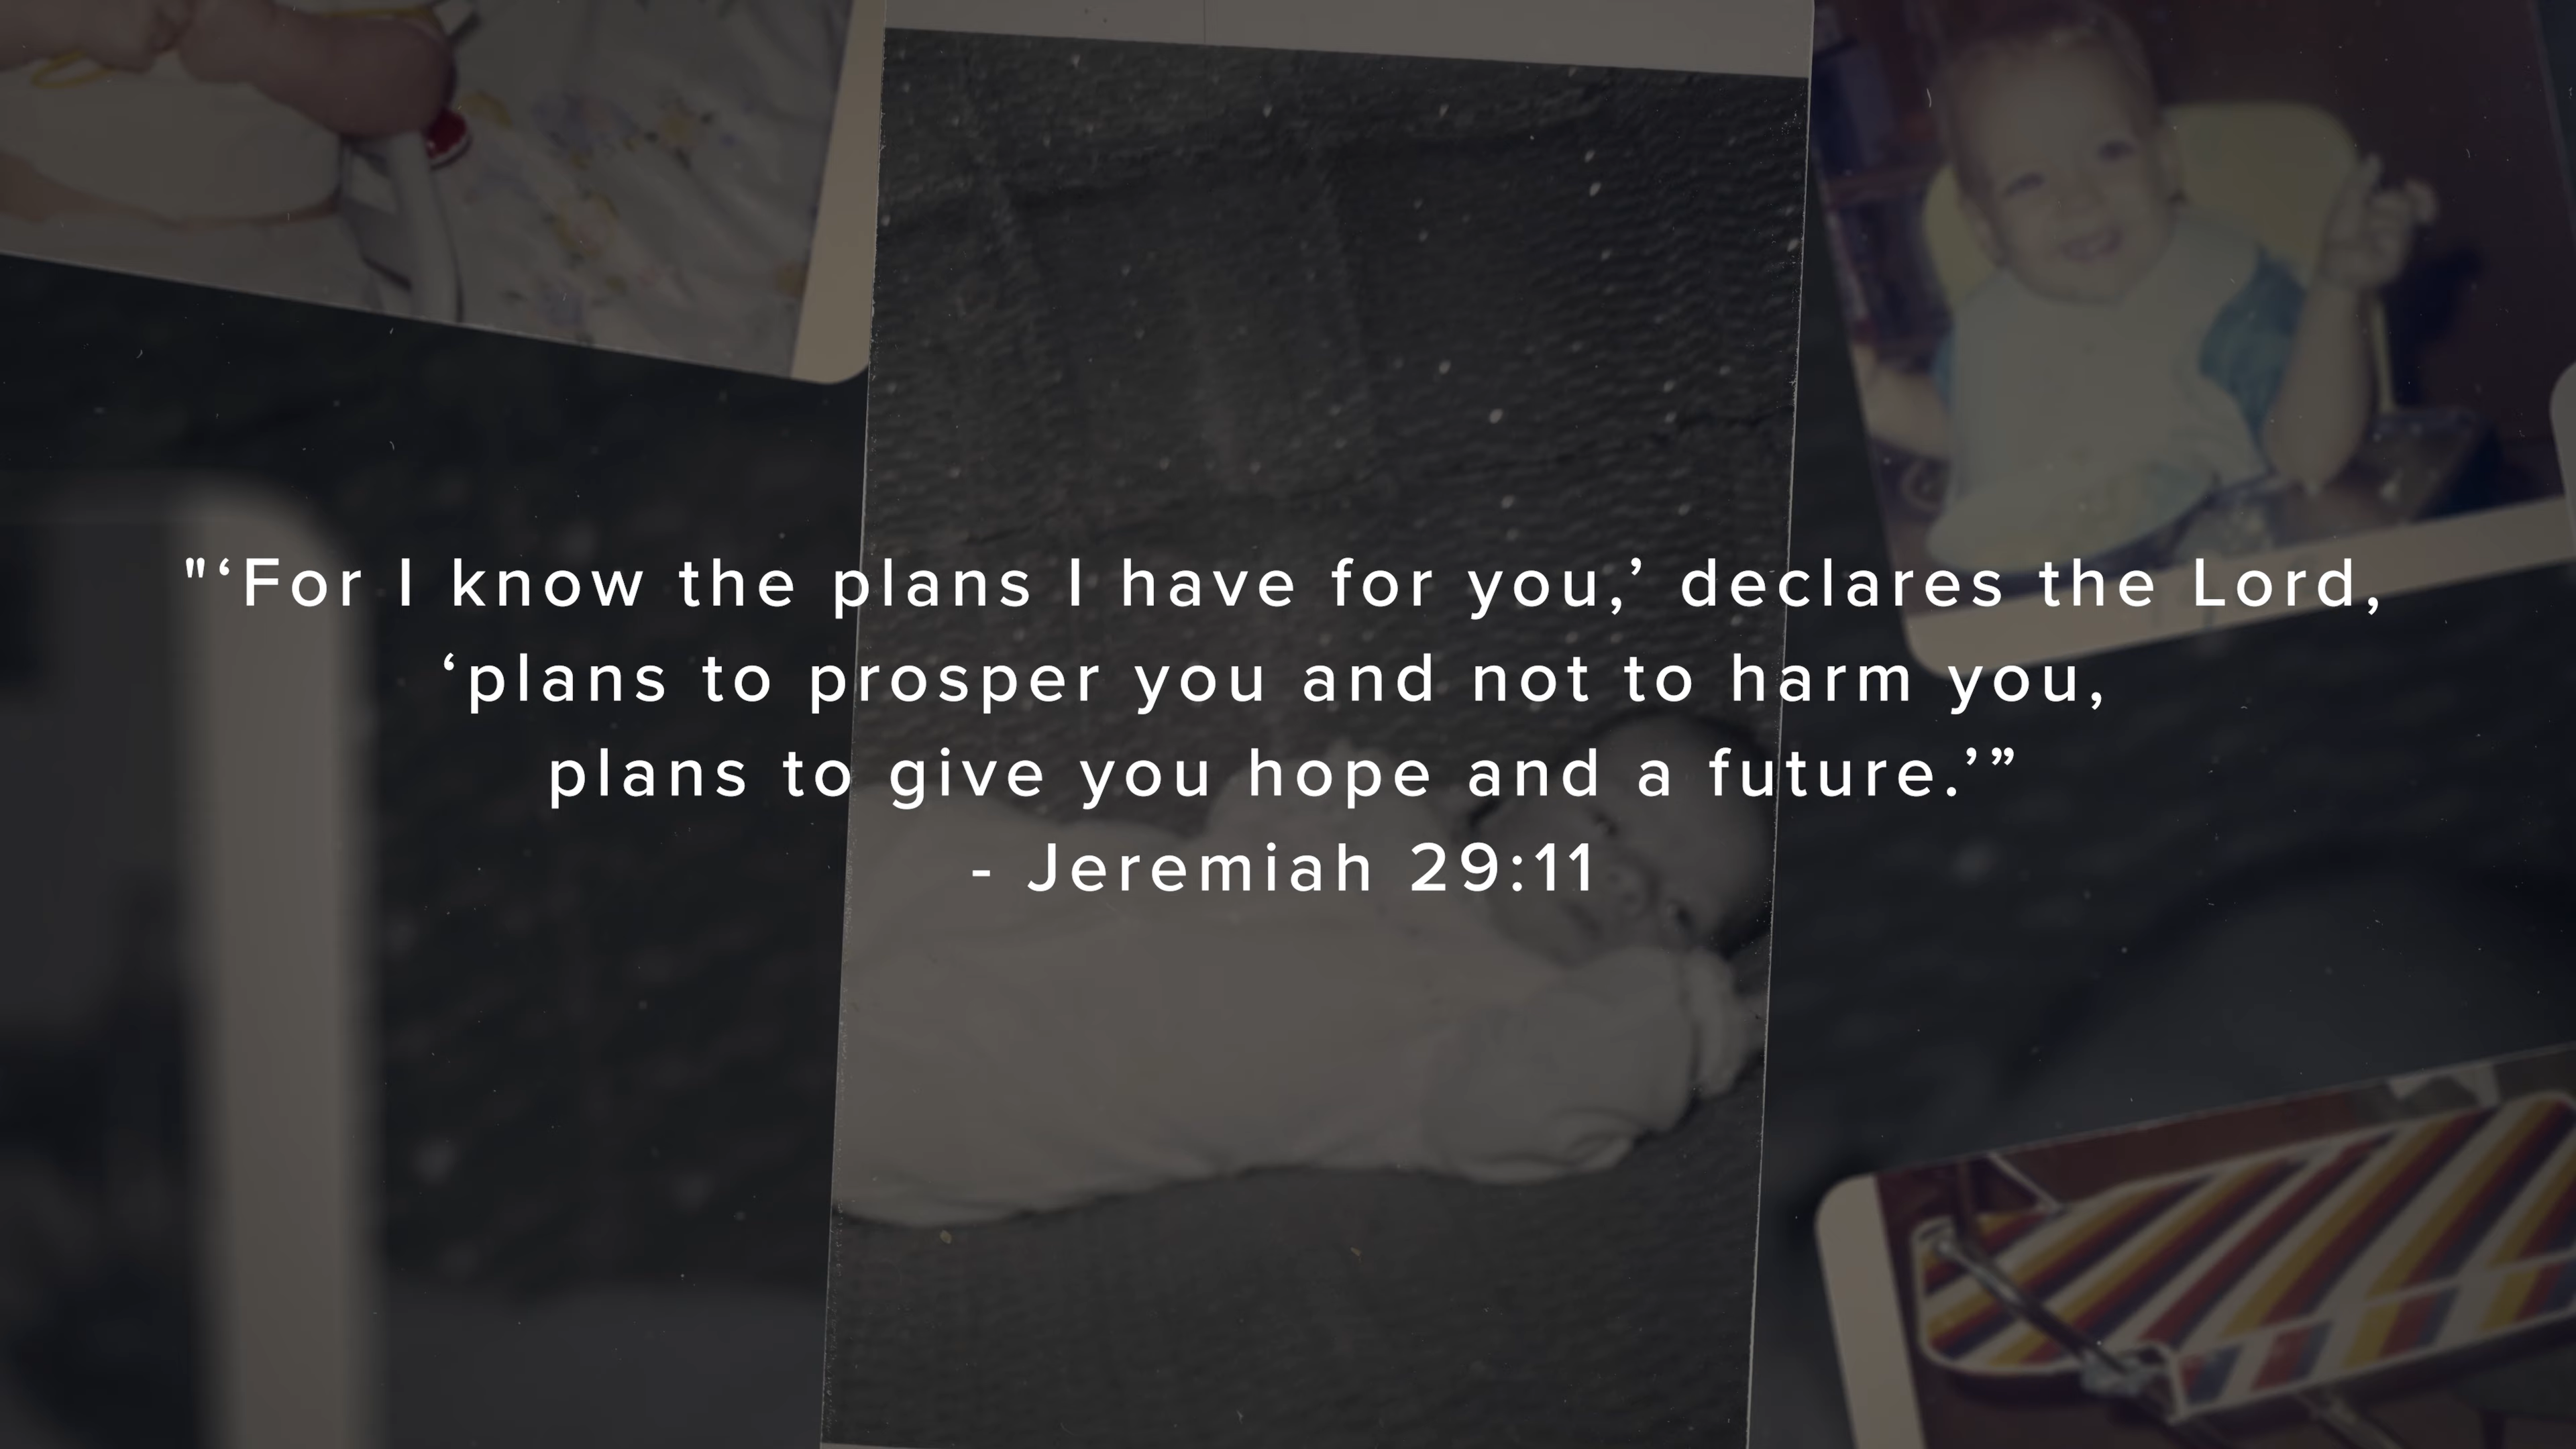 "‘For I know the plans I have for you,’ declares the Lord,
‘plans to prosper you and not to harm you,
plans to give you hope and a future.’”
- Jeremiah 29:11